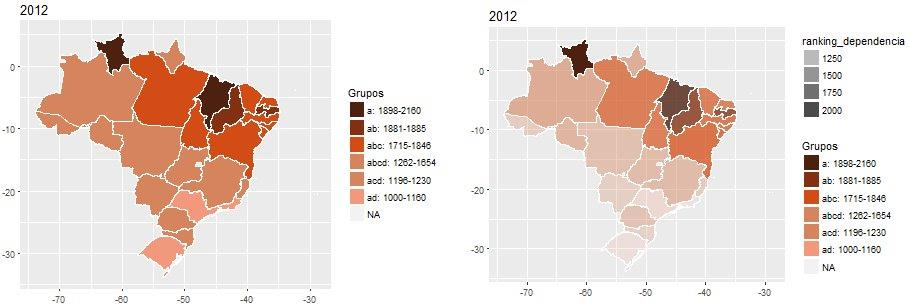 2012
0
-10
-20
-30
-70
-60
-50
-40
-30
Grupos
a: 1898-2160
ab: 1881-1885
abc: 1715-1846
abcd: 1262-1654
acd: 1196-1230
ad: 1000-1160
NA
2012
0
-10
-20
-30
-70
-60
-50
-40
-30
ranking_dependencia
1250
1500
1750
2000
Grupos
a: 1898-2160
ab: 1881-1885
abc: 1715-1846
abcd: 1262-1654
acd: 1196-1230
ad: 1000-1160
NA